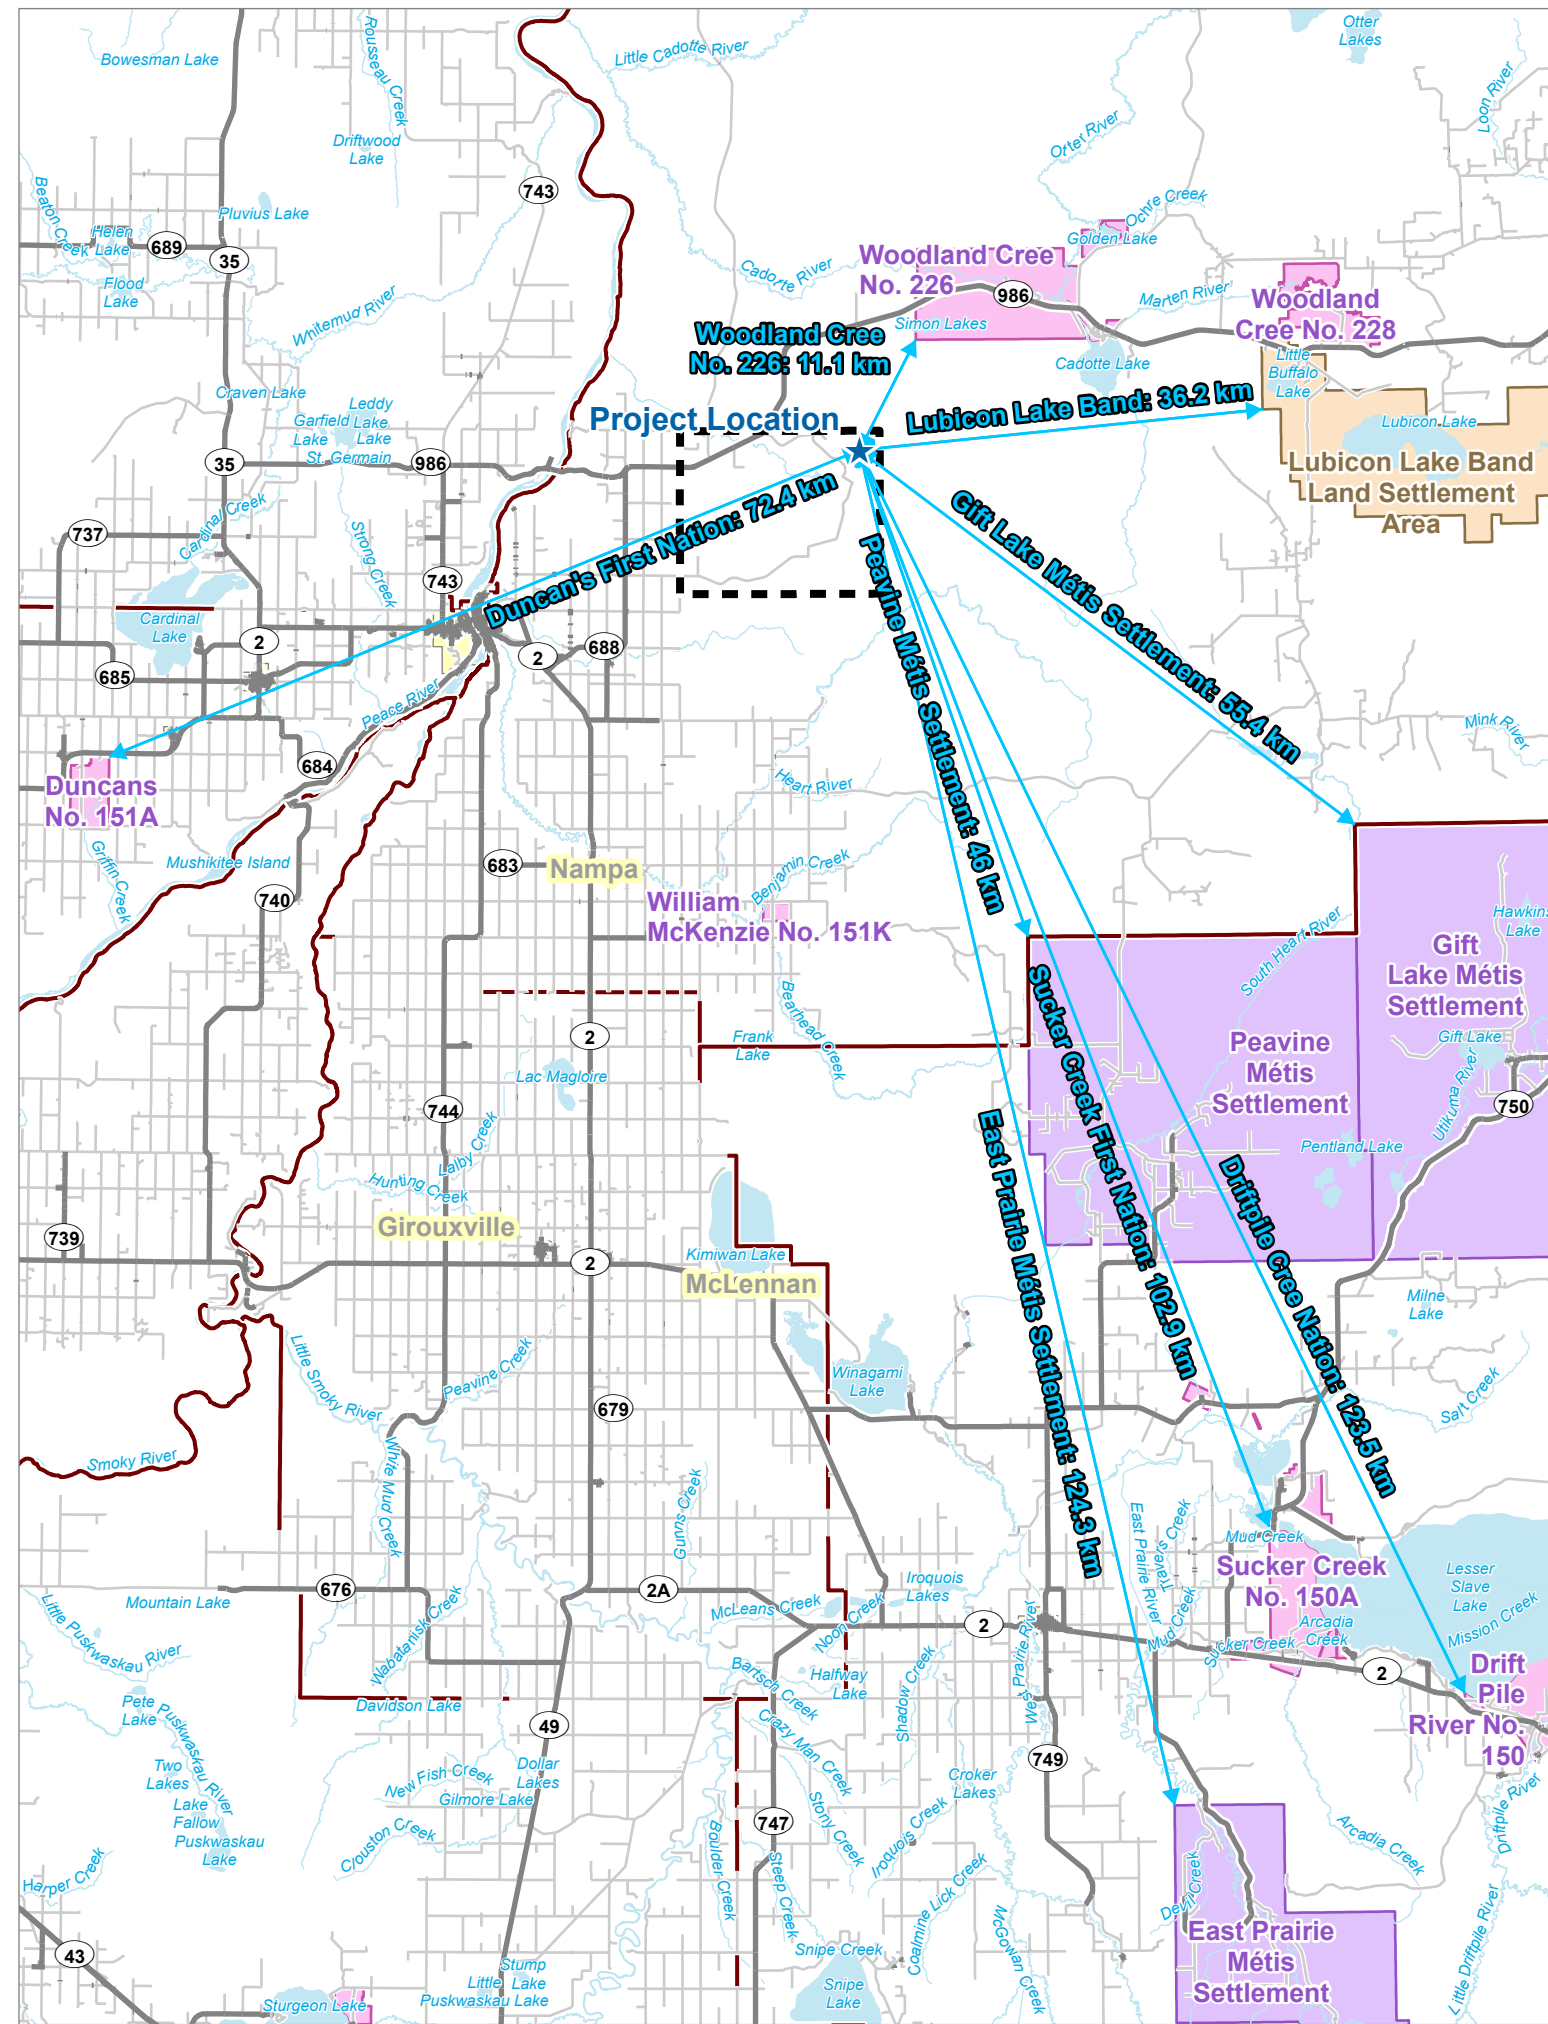 Bowesman Lake
Rousseau Creek
Little Cadotte River
Otter
Lakes
Loon River
Driftwood
Lake
Otter River
743
Beaton Creek
Pluvius Lake
Helen
Lake
689
35
Flood
Lake
Ochre Creek
Golden Lake
Cadotte River
Woodland Cree
No. 226
986
Marten River
Woodland
Cree No. 228
Whitemud River
Simon Lakes
Woodland Cree
No. 226: 11.1 km
Cadotte Lake
Little
Buffalo
Lake
Craven Lake
Leddy
Lake
Garfield
Lake
Lake
St. Germain
Project Location
Lubicon Lake Band: 36.2 km
Lubicon Lake
35
986
Lubicon Lake Band
Land Settlement
Area
Cardinal Creek
737
Strong Creek
Duncan's First Nation: 72.4 km
Gift Lake Métis Settlement: 55.4 km
Peavine Métis Settlement: 46 km
743
Cardinal
Lake
2
685
2
688
Peace River
684
Mink River
Duncans
No. 151A
Heart River
Griffin Creek
Mushikitee Island
683
Nampa
Benjamin Creek
740
William
McKenzie No. 151K
South Heart River
Hawkins
Lake
Gift
Lake Métis
Settlement
Bearhead Creek
Sucker Creek First Nation: 102.9 km
2
Frank
Lake
Gift Lake
Peavine
Métis
Settlement
Lac Magloire
Utikuma River
750
744
Lalby Creek
East Prairie Métis Settlement: 124.3 km
Pentland Lake
Driftpile Cree Nation: 123.5 km
Hunting Creek
Girouxville
739
Kimiwan Lake
2
McLennan
Milne
Lake
Little Smoky River
Peavine Creek
Winagami
Lake
Salt Creek
679
White Mud Creek
Smoky River
Gunns Creek
East Prairie River
Travers Creek
Mud Creek
Sucker Creek
No. 150A
Lesser
Slave
Lake
676
Mountain Lake
2A
Iroquois
Lakes
McLeans Creek
Noon Creek
Little Puskwaskau River
Wabatanisk Creek
2
West Prairie River
Mud Creek
Sucker Creek
Arcadia
Creek
Mission Creek
2
Bartsch Creek
Halfway
Lake
Shadow Creek
Drift
Pile
River No.
150
Pete
Lake
Puskwaskau River
Davidson Lake
49
Crazy Man Creek
749
Two
Lakes
New Fish Creek
Dollar
Lakes
Gilmore Lake
Croker
Lakes
Driftpile River
Lake
Fallow
Puskwaskau
Lake
747
Stony Creek
Iroquois Creek
Arcadia Creek
Crouston Creek
Boulder Creek
Steep Creek
Coalmine Lick Creek
Devil Creek
Harper Creek
McGowan Creek
East Prairie
Métis
Settlement
Little Driftpile River
43
Snipe Creek
Stump
Lake
Little
Puskwaskau Lake
Snipe
Lake
Sturgeon Lake